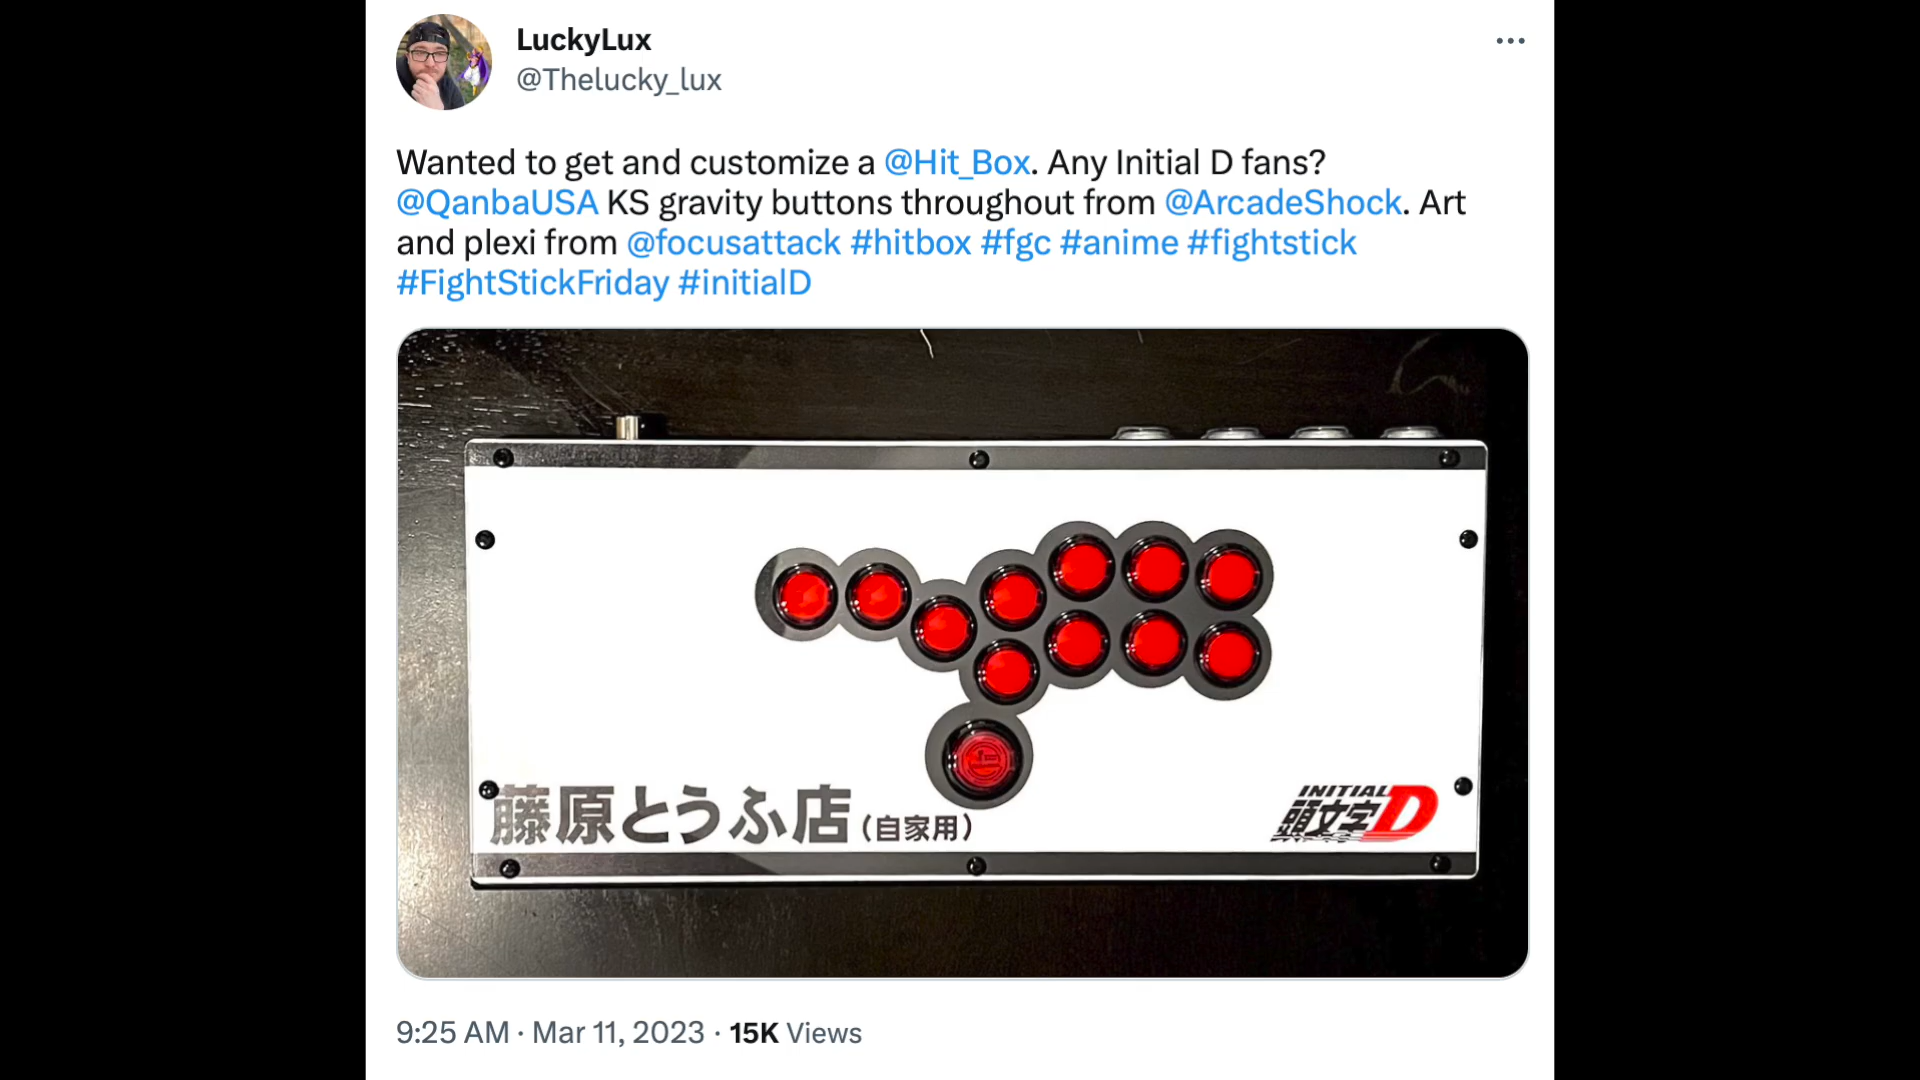 LuckyLux
@Thelucky_lux
Wanted to get and customize a @Hit_Box. Any Initial D fans?
@QanbaUSA KS gravity buttons throughout from @ArcadeShock. Art
and plexi from @focusattack #hitbox #fgc #anime #fightstick
#FightStickFriday #initialD
藤原とうふ店(自家用)
INITIAL
頭文字D
9:25 AM · Mar 11, 2023 · 15K Views